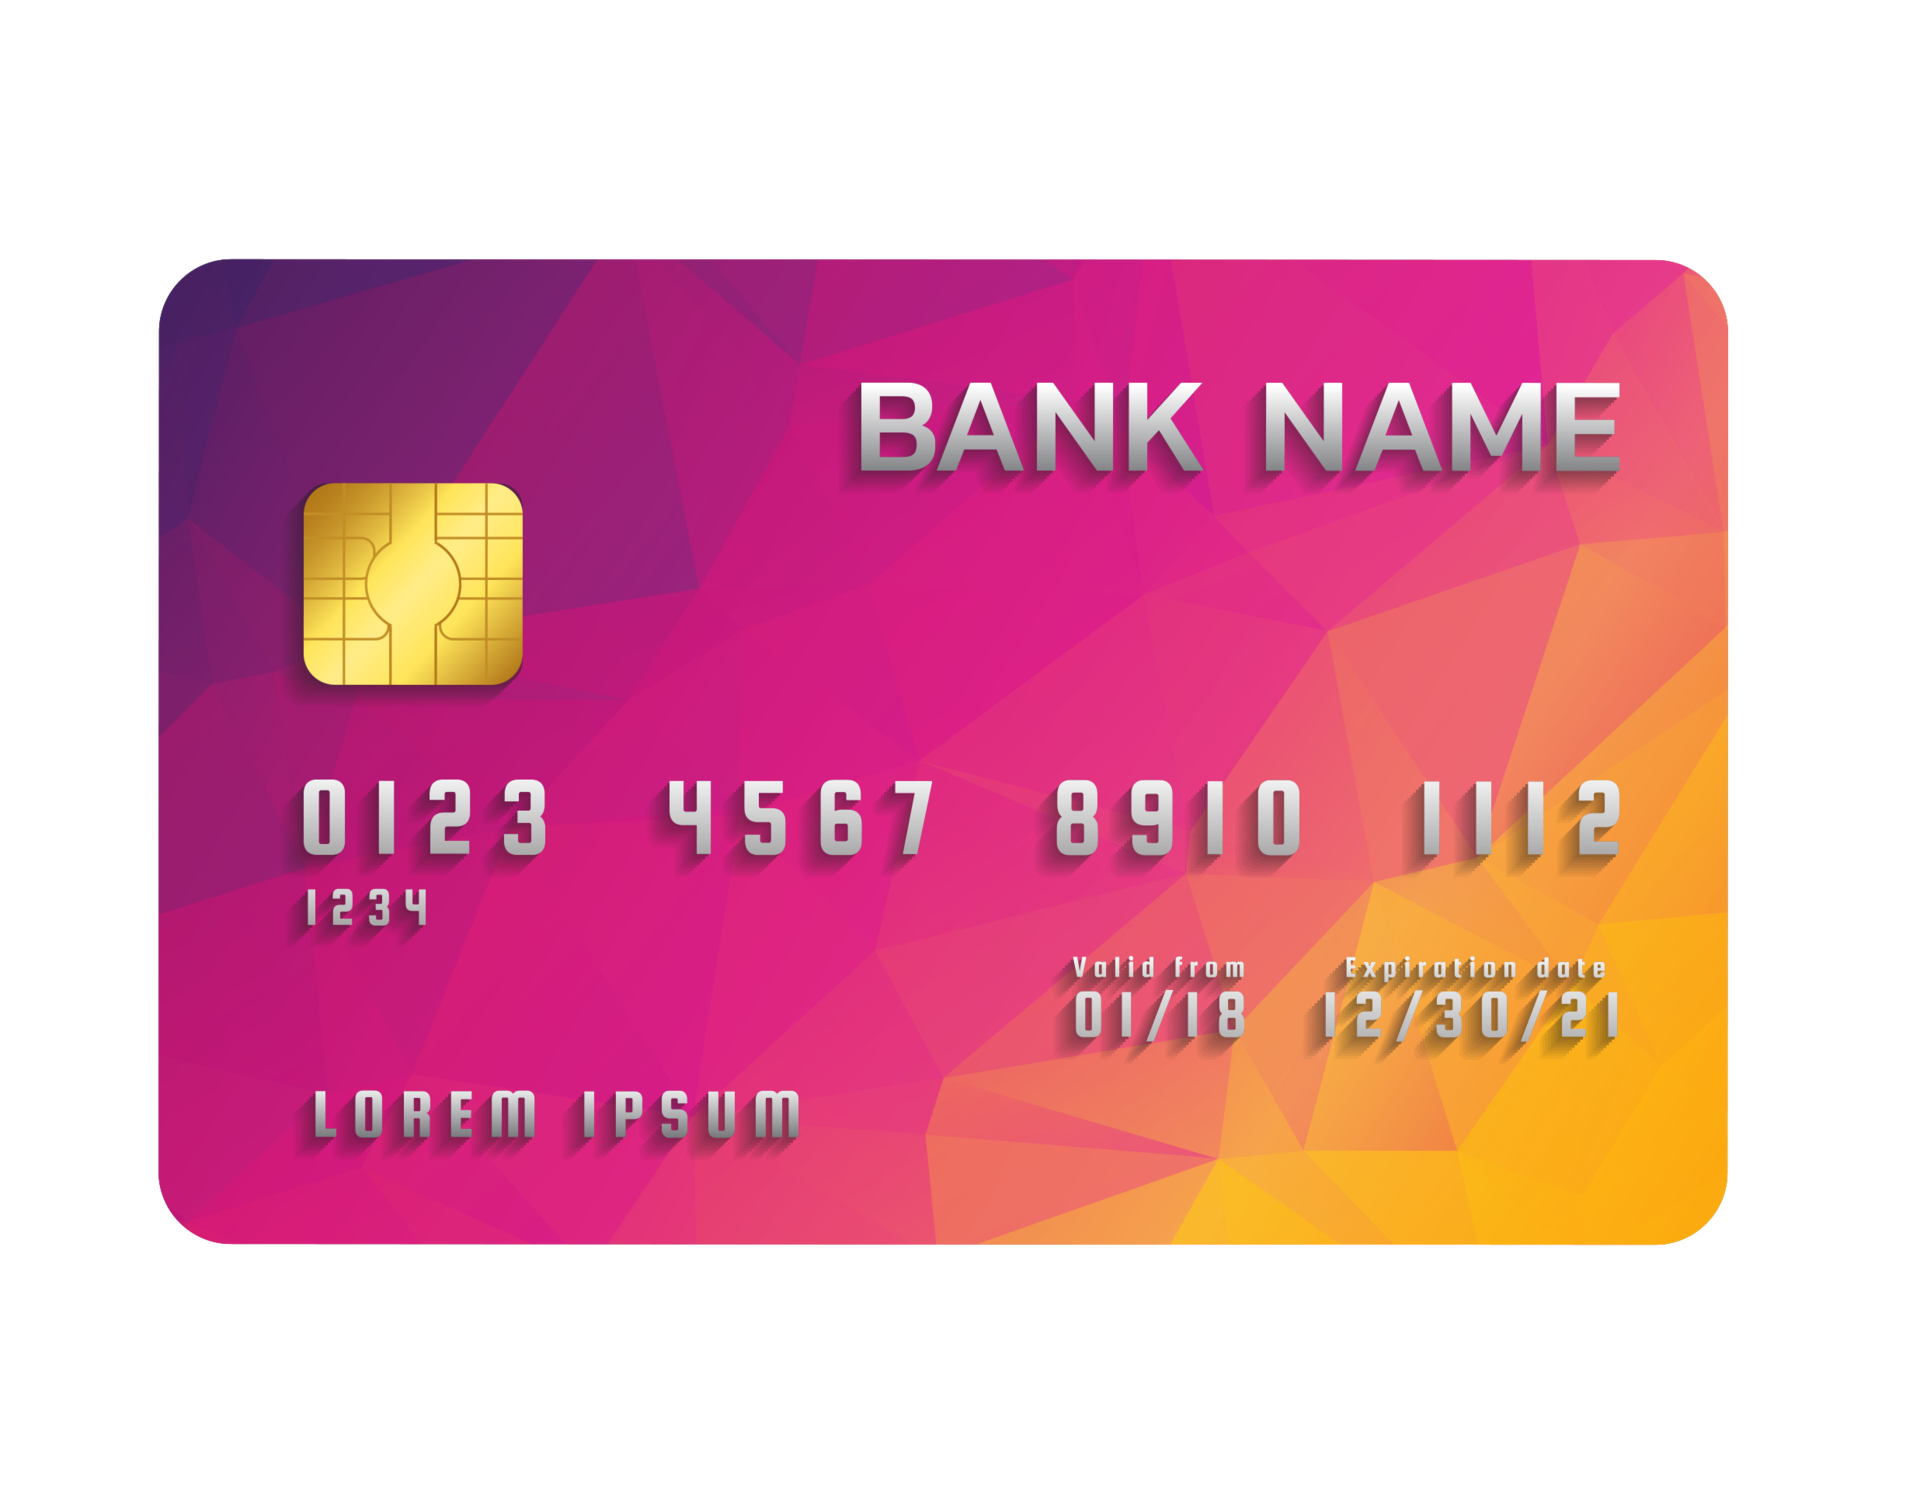 BANK NAME
0123 4567 8910 1112
1234
Valid from Expiration date
01/18 12/30/21
LOREM IPSUM